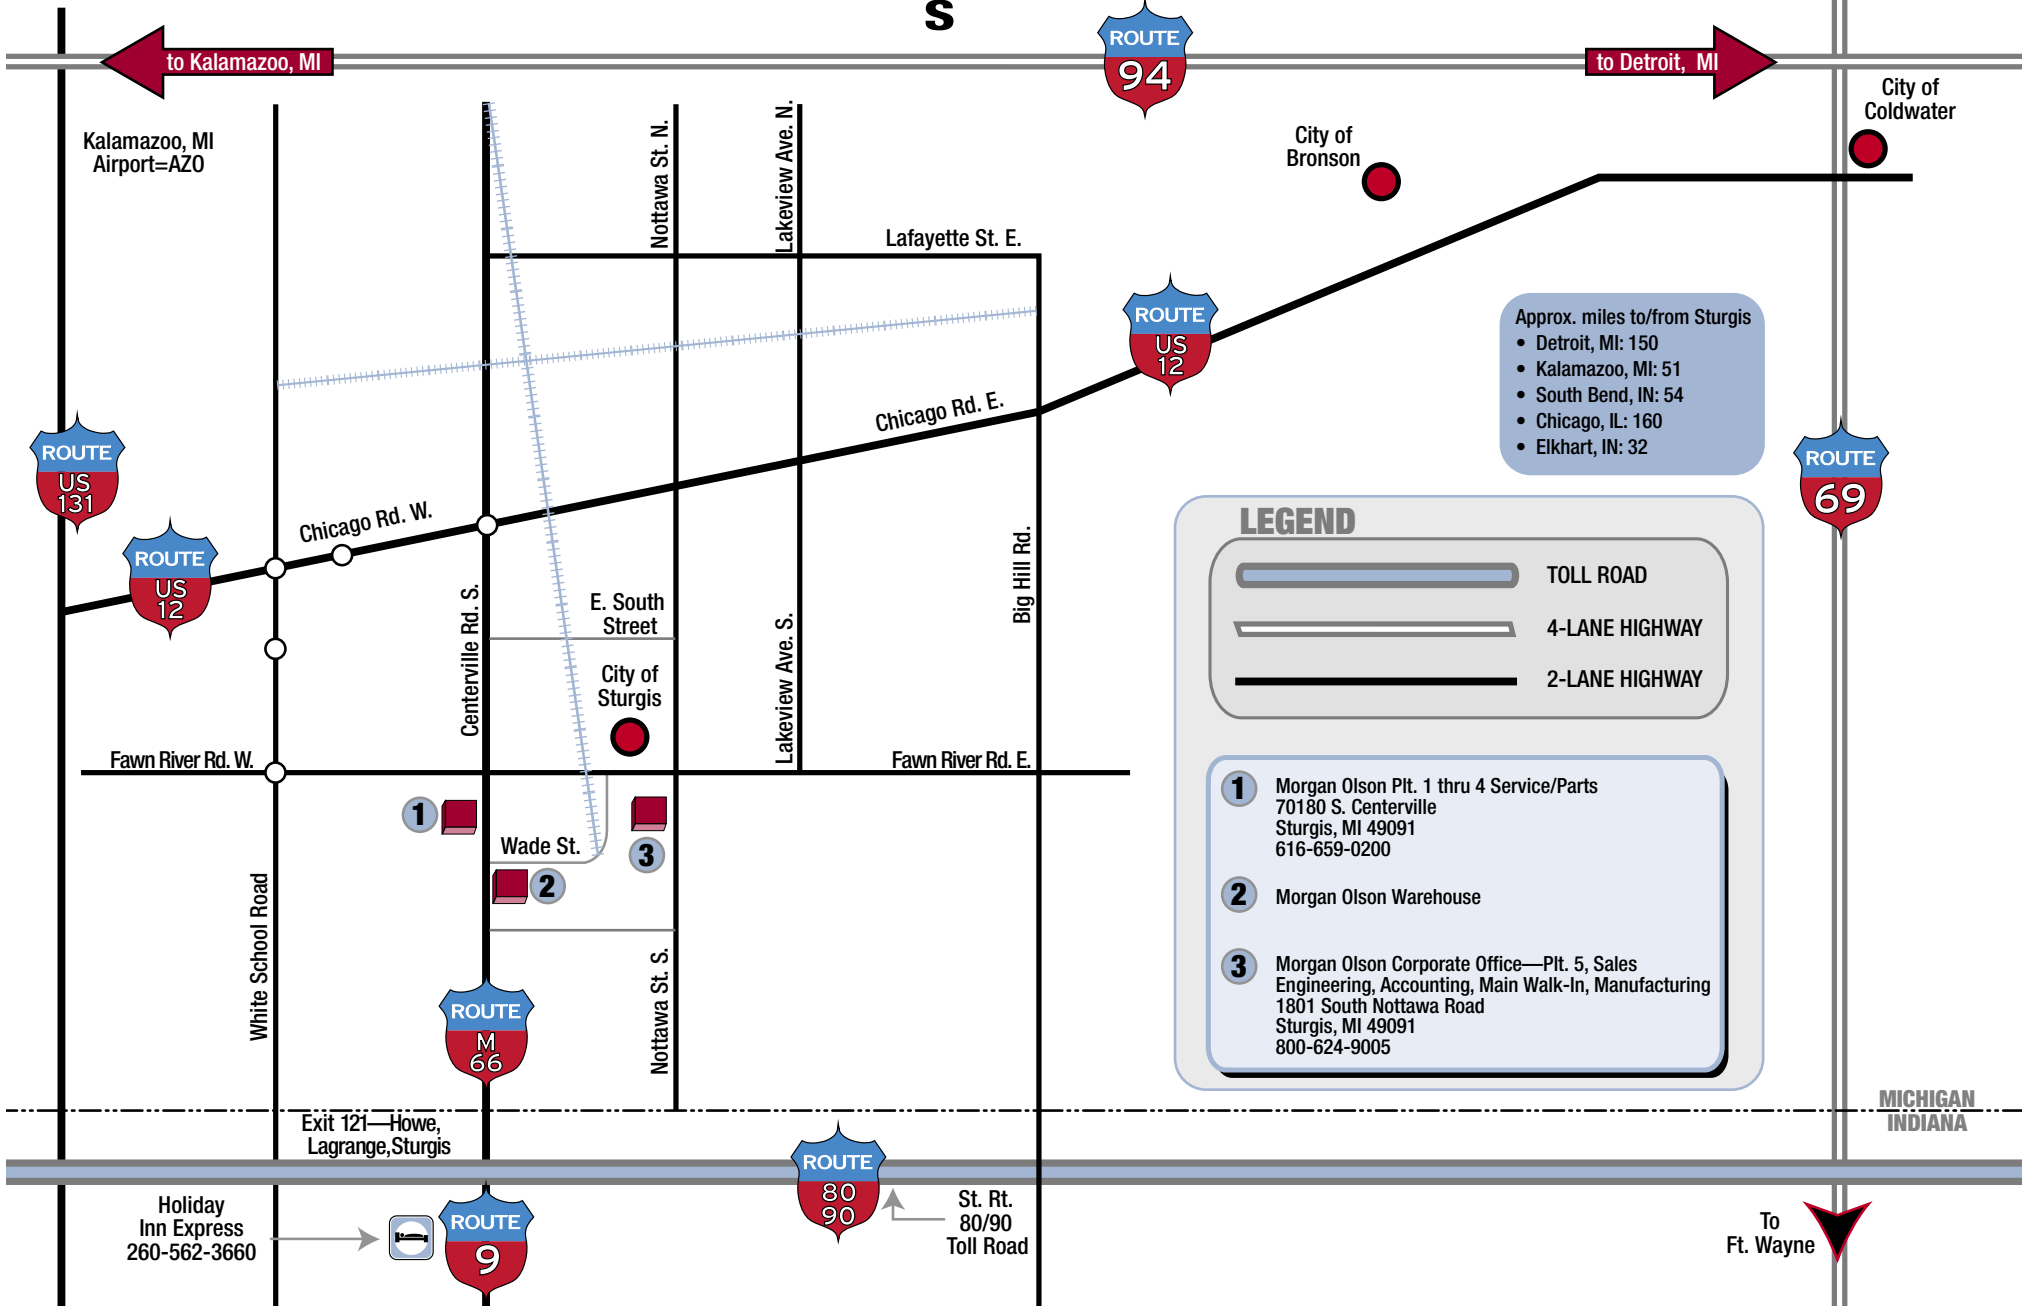 S
ROUTE
94
to Kalamazoo, MI
to Detroit, MI
City of
Coldwater
Kalamazoo, MI
Airport=AZO
City of
Bronson
Nottawa St. N.
Lakeview Ave. N.
Lafayette St. E.
ROUTE
US
12
Approx. miles to/from Sturgis
• Detroit, MI: 150
• Kalamazoo, MI: 51
• South Bend, IN: 54
• Chicago, IL: 160
• Elkhart, IN: 32
Chicago Rd. E.
ROUTE
US
131
ROUTE
69
Chicago Rd. W.
ROUTE
US
12
LEGEND
TOLL ROAD
4-LANE HIGHWAY
2-LANE HIGHWAY
Centerville Rd. S.
E. South
Street
Big Hill Rd.
Lakeview Ave. S.
City of
Sturgis
Fawn River Rd. W.
Fawn River Rd. E.
1
Wade St.
3
2
1
Morgan Olson Plt. 1 thru 4 Service/Parts
70180 S. Centerville
Sturgis, MI 49091
616-659-0200
2
Morgan Olson Warehouse
3
Morgan Olson Corporate Office—Plt. 5, Sales
Engineering, Accounting, Main Walk-In, Manufacturing
1801 South Nottawa Road
Sturgis, MI 49091
800-624-9005
White School Road
Nottawa St. S.
ROUTE
M
66
MICHIGAN
INDIANA
Exit 121—Howe,
Lagrange,Sturgis
ROUTE
80
90
Holiday
Inn Express
260-562-3660
ROUTE
9
St. Rt.
80/90
Toll Road
To
Ft. Wayne